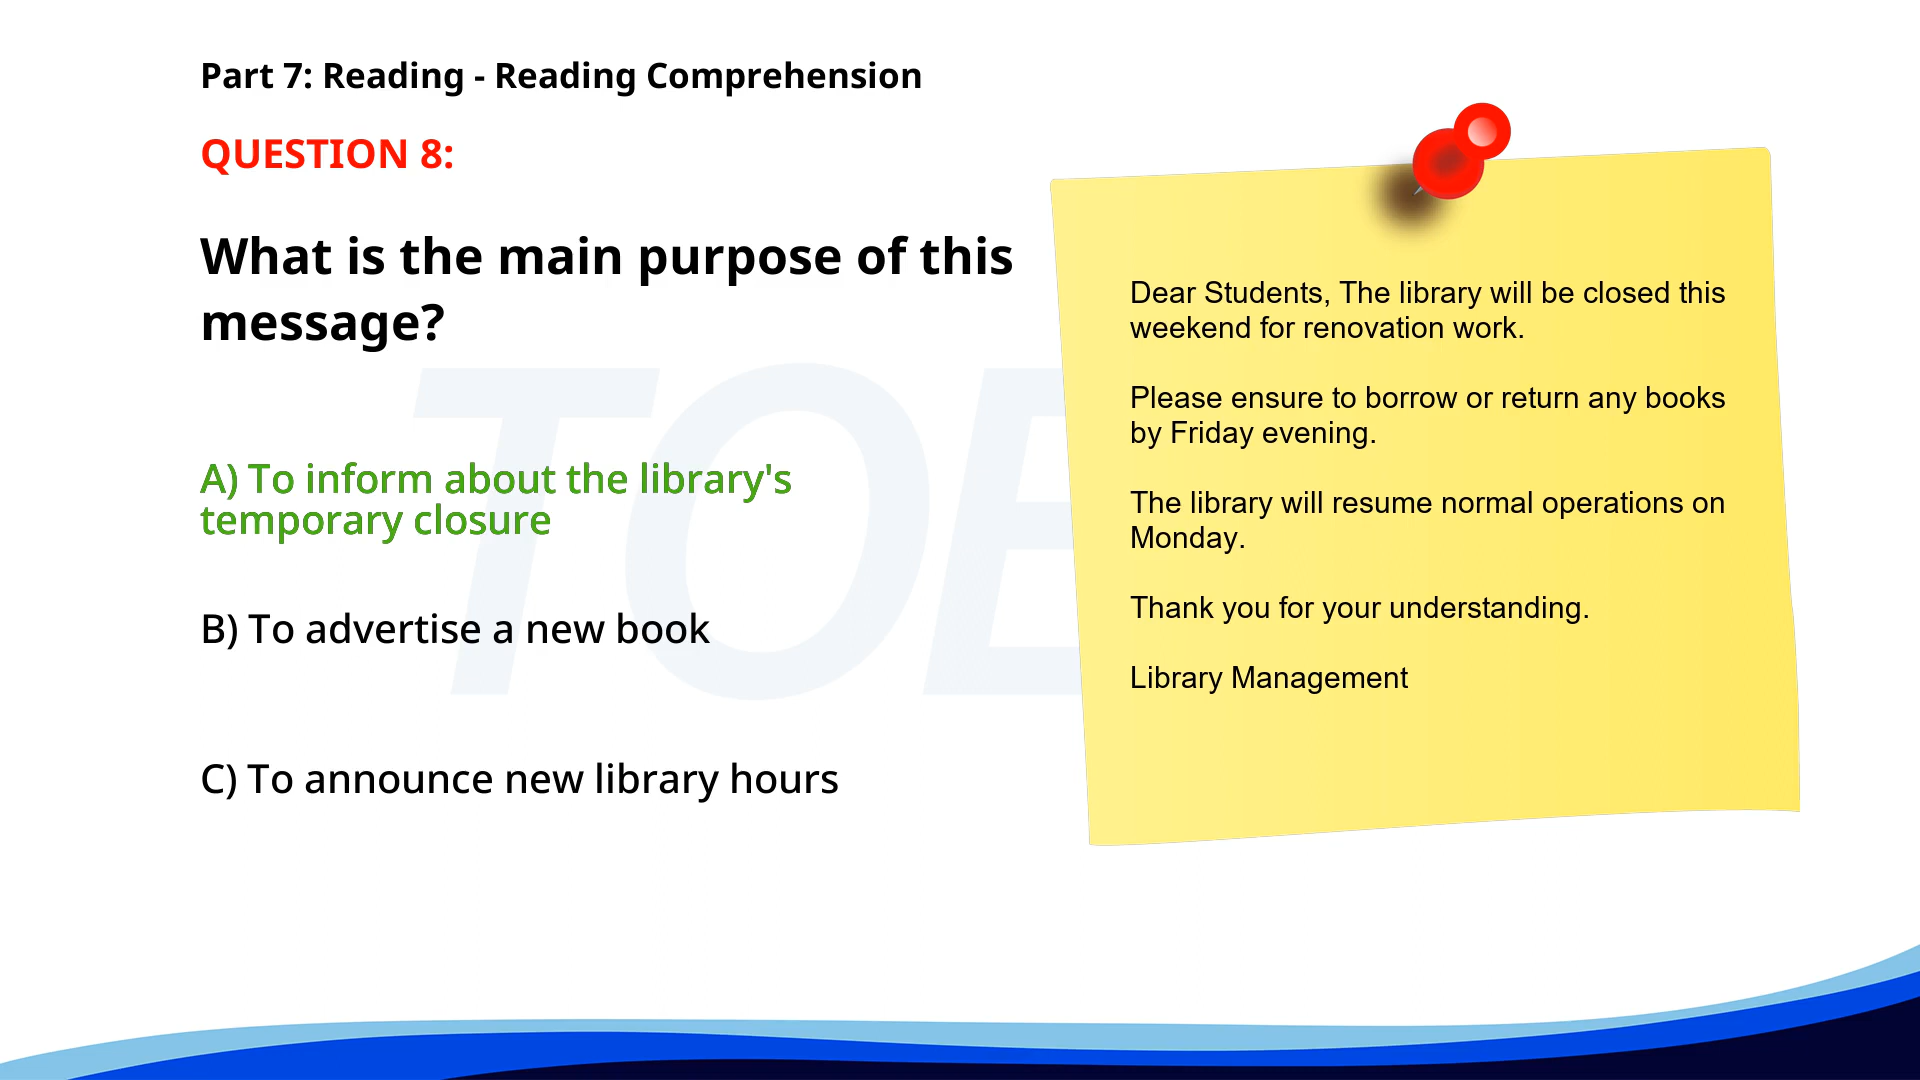 Part 7: Reading - Reading Comprehension
QUESTION 8:
What is the main purpose of this
message?
A) To inform about the library's
temporary closure
B) To advertise a new book
C) To announce new library hours
Dear Students, The library will be closed this
weekend for renovation work.
Please ensure to borrow or return any books
by Friday evening.
The library will resume normal operations on
Monday.
Thank you for your understanding.
Library Management
TOE